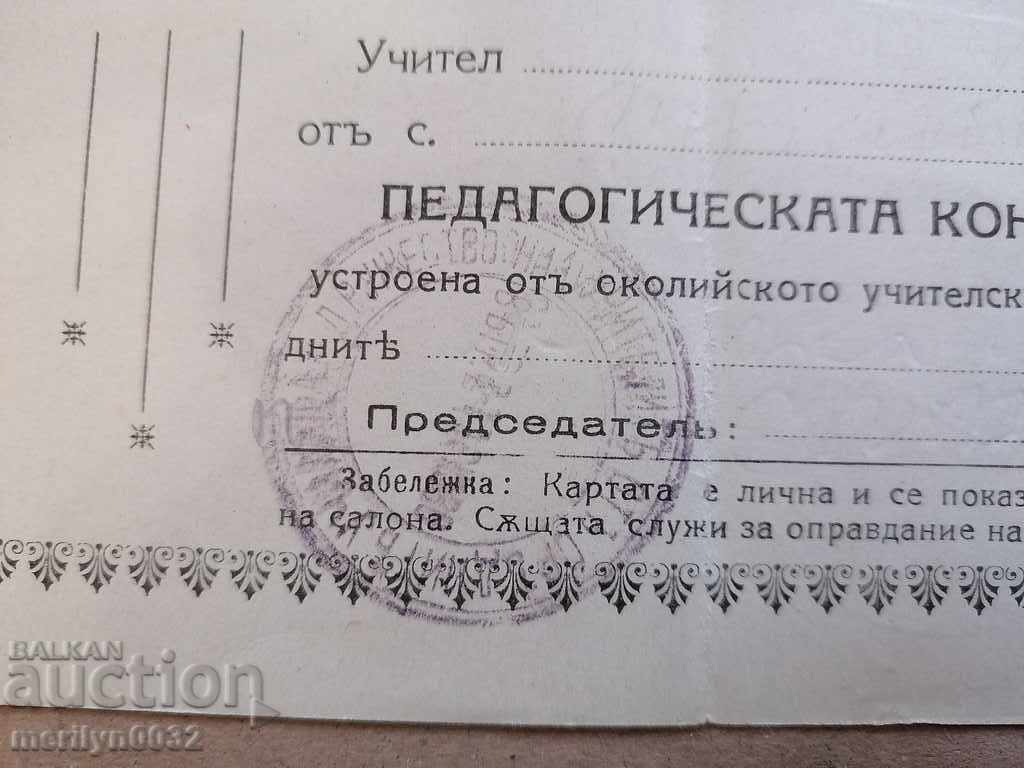 Учител
отъ с.
ПЕДАГОГИЧЕСКАТА КОН
устроена отъ околийското учителск
днитѣ
Председатель:
Забележка: Картата е лична и се показ
на салона. Сѫщата служи за оправдание на
BALKAN
auction
merilyn0032